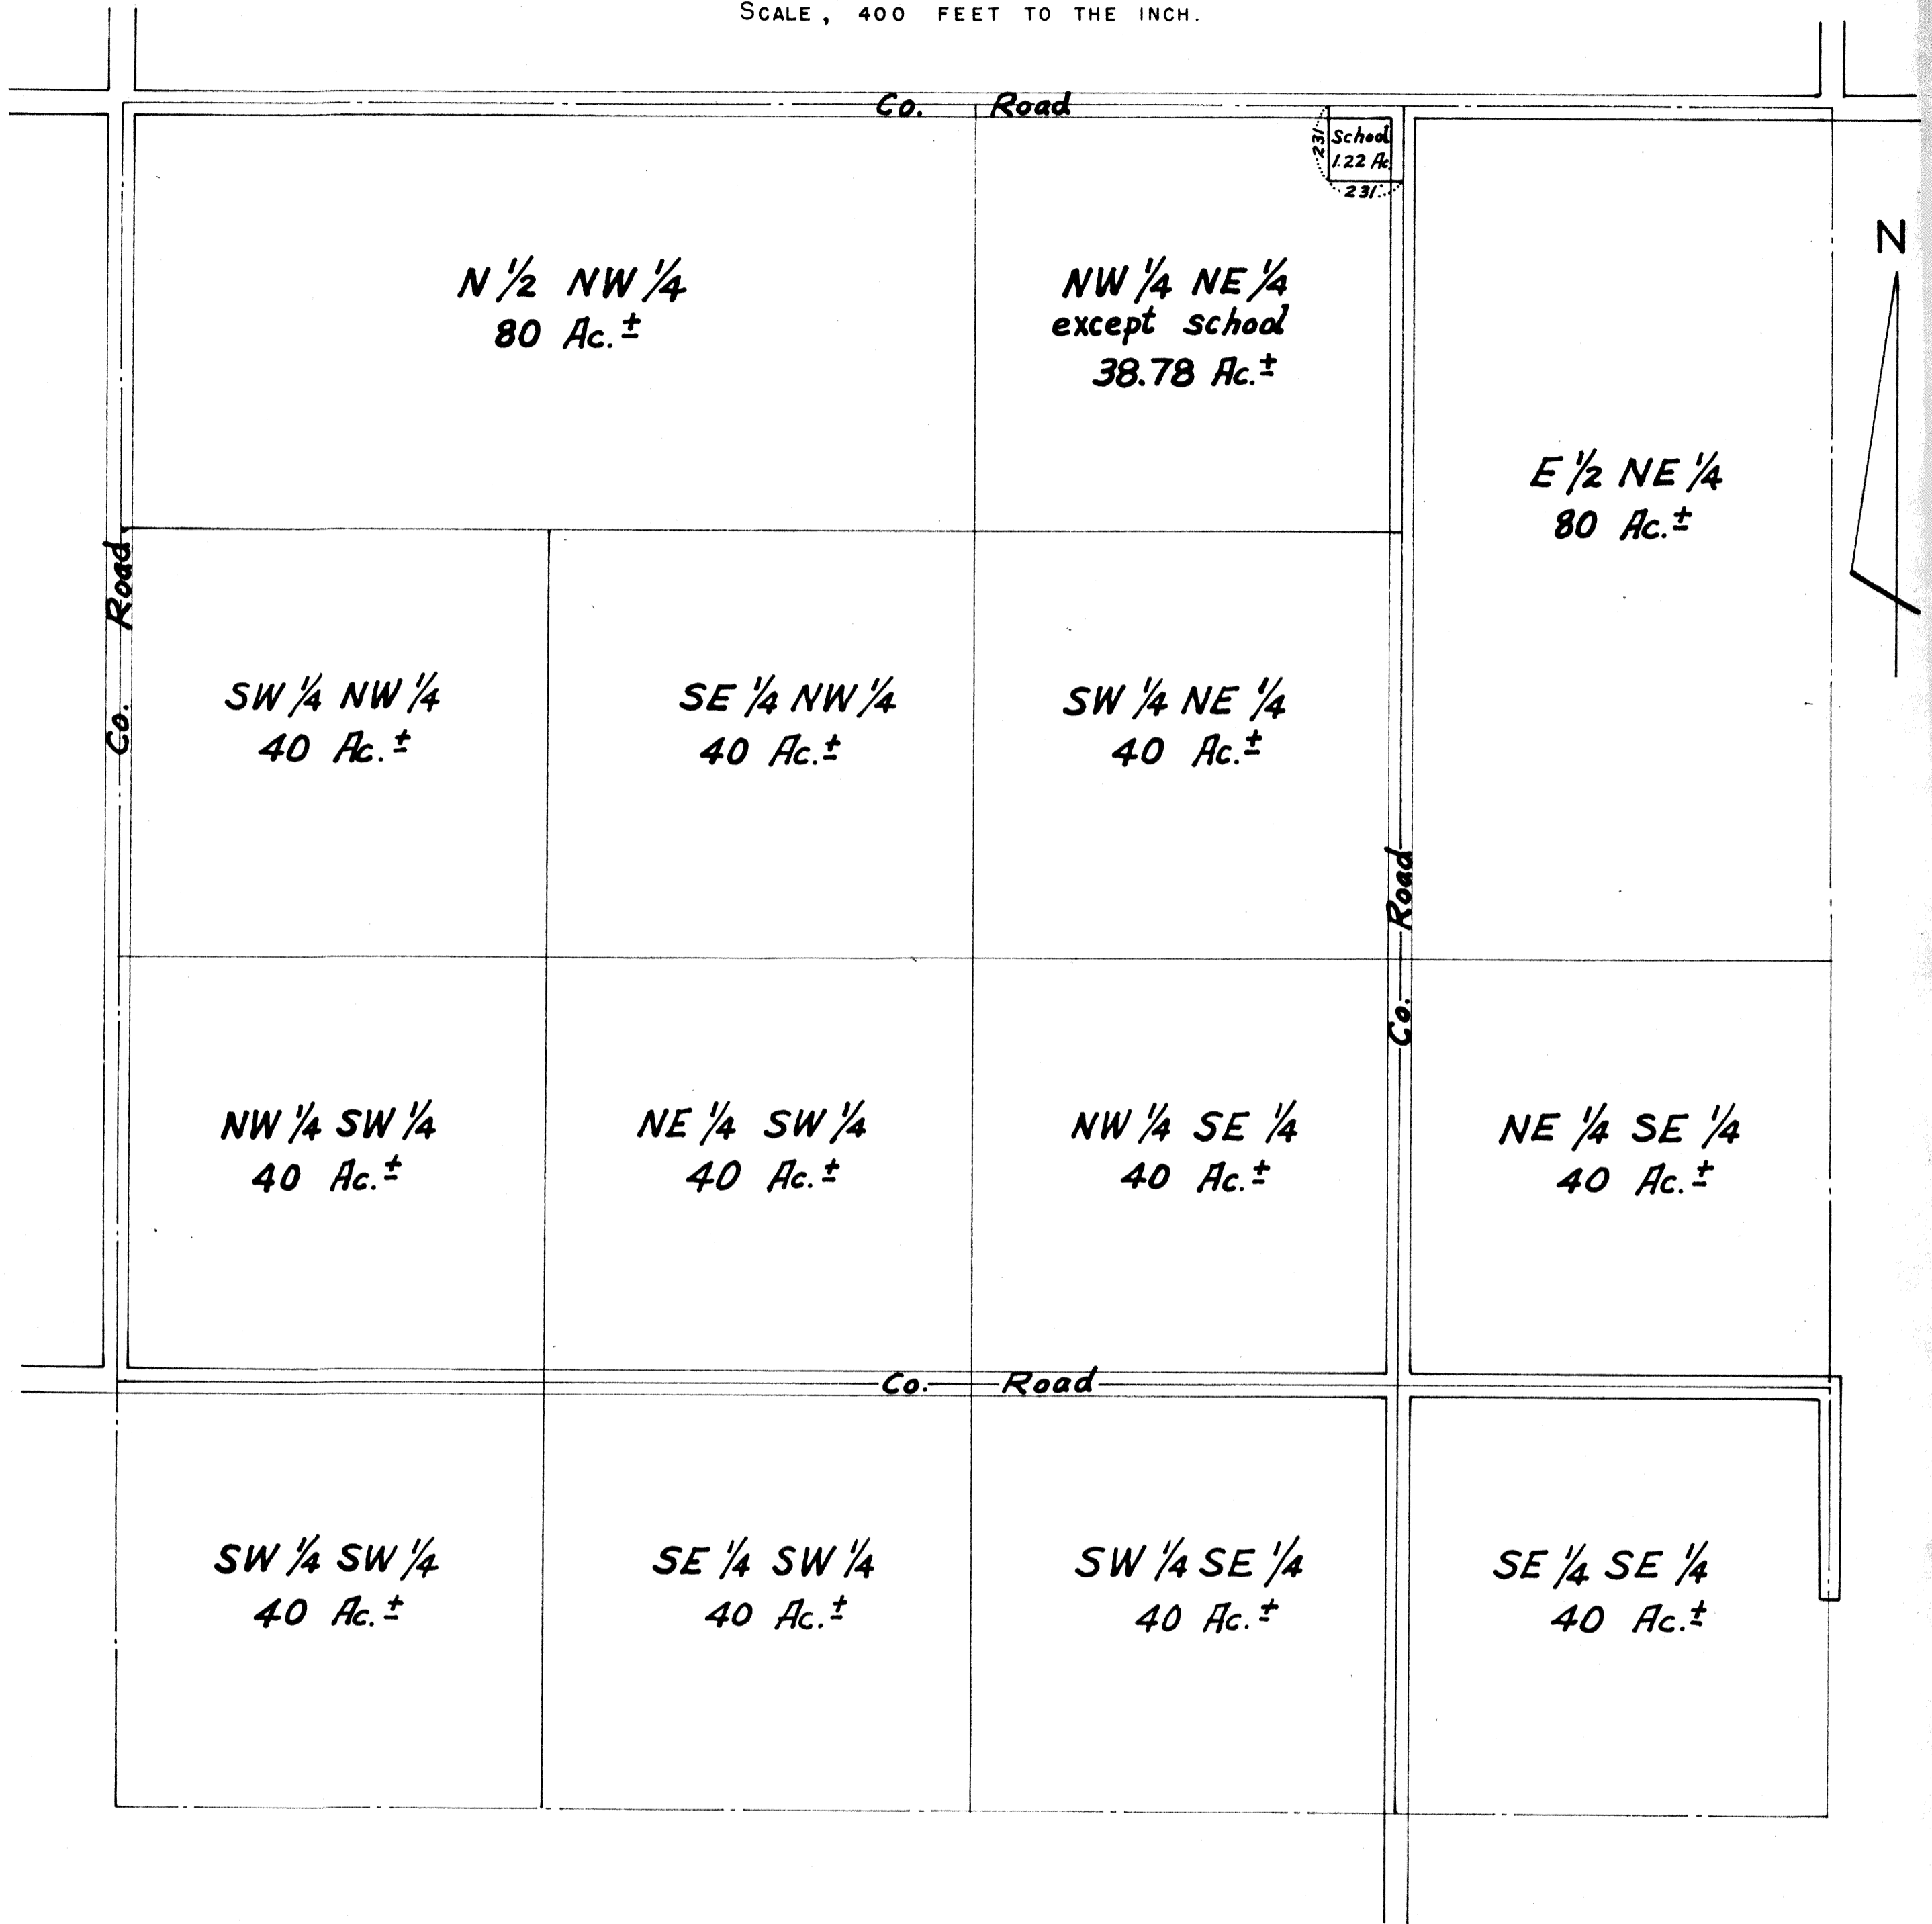 SCALE, 400 FEET TO THE INCH.
Co. Road
231'
School
1.22 Ac.
231'
N
N 1/2 NW 1/4
80 Ac.±
NW 1/4 NE 1/4
except school
38.78 Ac.±
E 1/2 NE 1/4
80 Ac.±
Co. Road
SW 1/4 NW 1/4
40 Ac.±
SE 1/4 NW 1/4
40 Ac.±
SW 1/4 NE 1/4
40 Ac.±
Co. Road
NW 1/4 SW 1/4
40 Ac.±
NE 1/4 SW 1/4
40 Ac.±
NW 1/4 SE 1/4
40 Ac.±
NE 1/4 SE 1/4
40 Ac.±
Co. Road
SW 1/4 SW 1/4
40 Ac.±
SE 1/4 SW 1/4
40 Ac.±
SW 1/4 SE 1/4
40 Ac.±
SE 1/4 SE 1/4
40 Ac.±